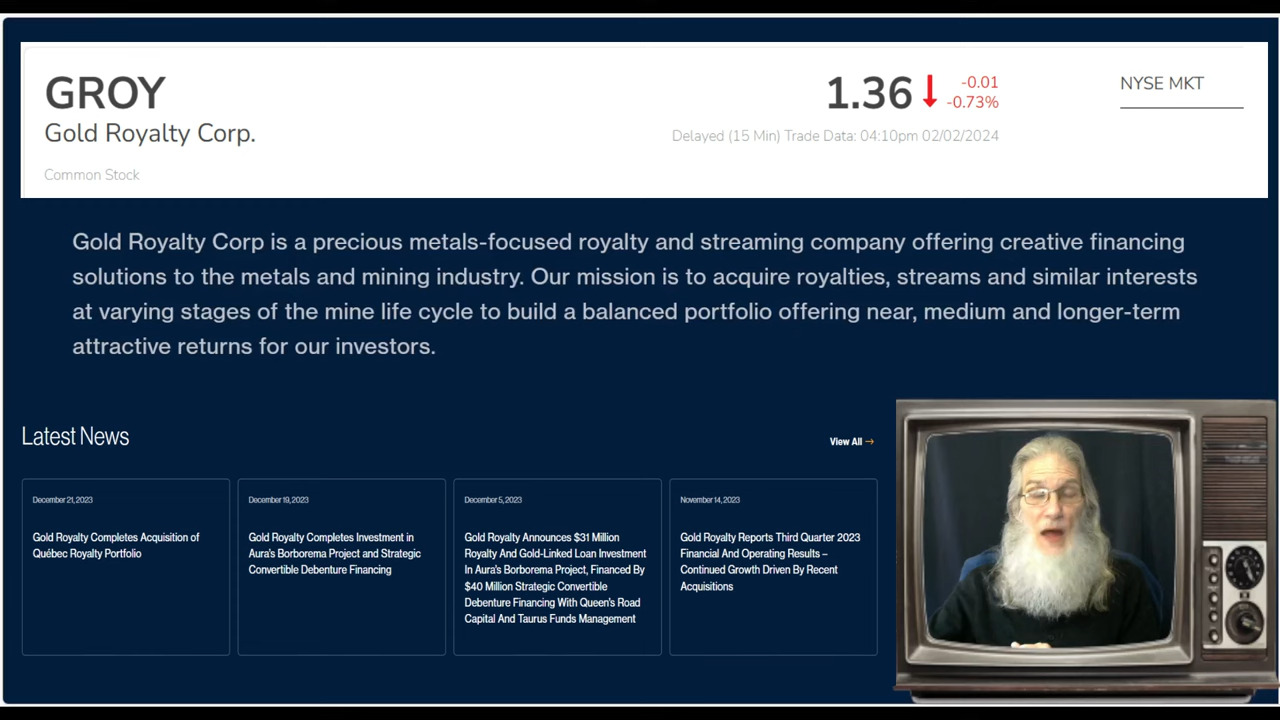 GROY
Gold Royalty Corp.
Common Stock
1.36
-0.01
-0.73%
Delayed (15 Min) Trade Data: 04:10pm 02/02/2024
NYSE MKT
Gold Royalty Corp is a precious metals-focused royalty and streaming company offering creative financing
solutions to the metals and mining industry. Our mission is to acquire royalties, streams and similar interests
at varying stages of the mine life cycle to build a balanced portfolio offering near, medium and longer-term
attractive returns for our investors.
Latest News
View All →
December 21, 2023
Gold Royalty Completes Acquisition of
Québec Royalty Portfolio
December 19, 2023
Gold Royalty Completes Investment in
Aura's Borborema Project and Strategic
Convertible Debenture Financing
December 5, 2023
Gold Royalty Announces $31 Million
Royalty And Gold-Linked Loan Investment
In Aura's Borborema Project, Financed By
$40 Million Strategic Convertible
Debenture Financing With Queen's Road
Capital And Taurus Funds Management
November 14, 2023
Gold Royalty Reports Third Quarter 2023
Financial And Operating Results –
Continued Growth Driven By Recent
Acquisitions